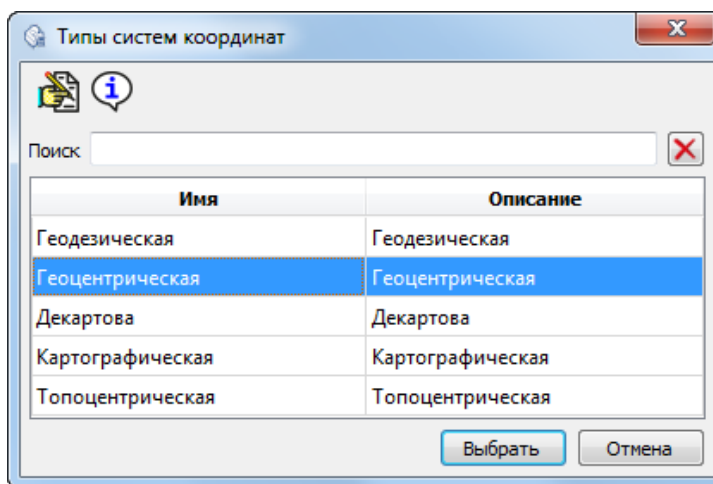 Типы систем координат
Поиск
Имя Описание
Геодезическая Геодезическая
Геоцентрическая Геоцентрическая
Декартова Декартова
Картографическая Картографическая
Топоцентрическая Топоцентрическая
Выбрать Отмена